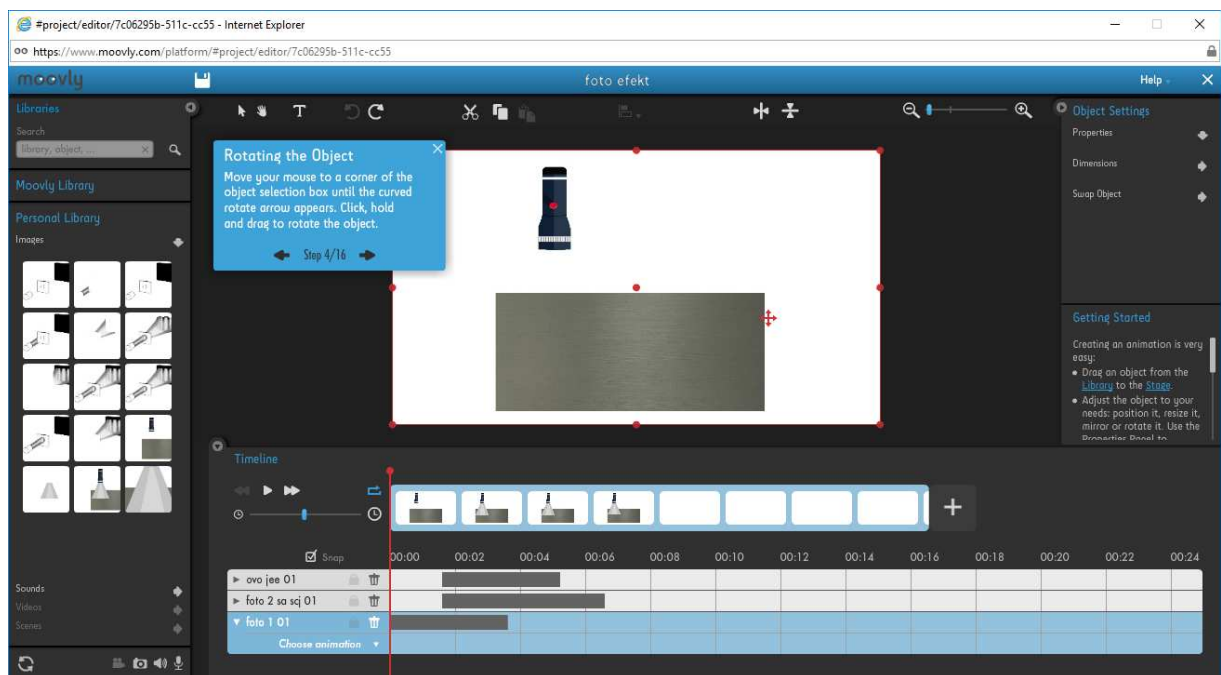 #project/editor/7c06295b-511c-cc55 - Internet Explorer
https://www.moovly.com/platform/#project/editor/7c06295b-511c-cc55
moovly
foto efekt
Help
Libraries
Search
library, object, ...
Moovly Library
Personal Library
Images
Sounds
Videos
Scenes
T
Rotating the Object
Move your mouse to a corner of the
object selection box until the curved
rotate arrow appears. Click, hold
and drag to rotate the object.
Step 4/16
Object Settings
Properties
Dimensions
Swap Object
Getting Started
Creating an animation is very
easy:
Drag an object from the
Library to the Stage.
Adjust the object to your
needs: position it, resize it,
mirror or rotate it. Use the
Properties Panel to
Timeline
Snap
00:00 00:02 00:04 00:06 00:08 00:10 00:12 00:14 00:16 00:18 00:20 00:22 00:24
ovo jee 01
foto 2 sa scj 01
foto 1 01
Choose animation